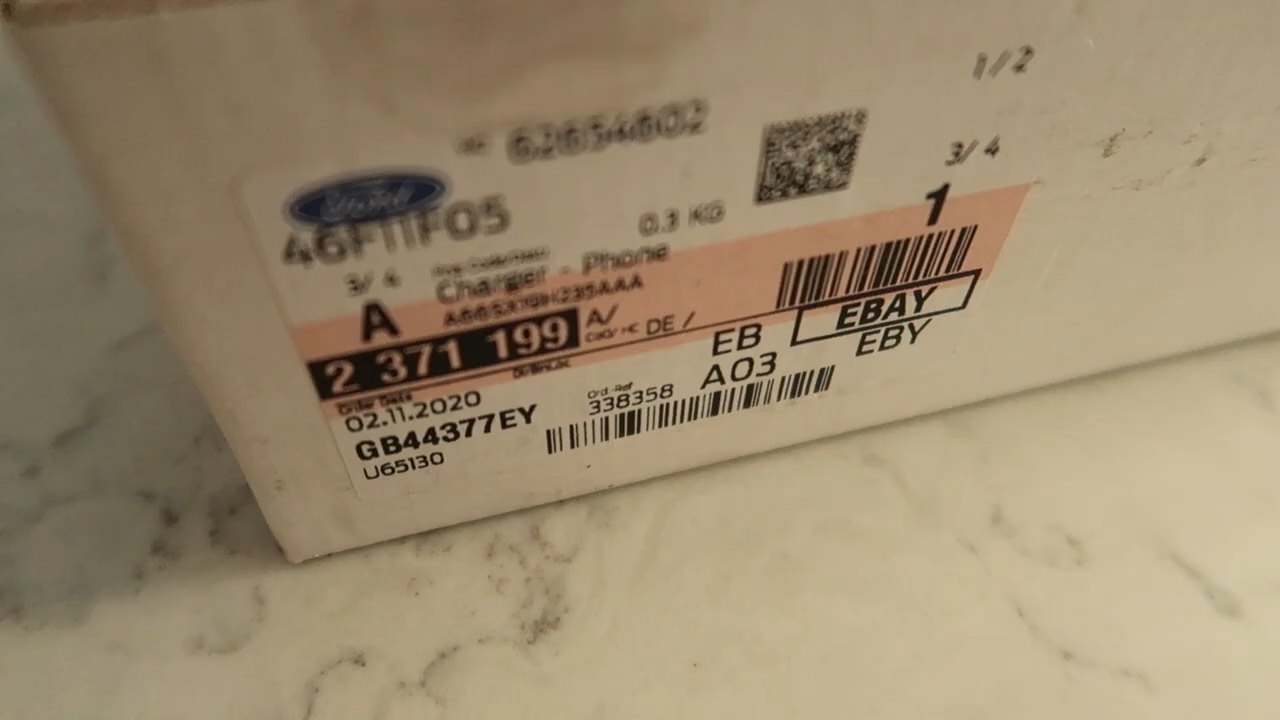 1/2
62654602
3/4
Ford
46F11F05
0.3 KG
1
3/4
Charger - Phone
A
2 371 199
A/
DE /
EB
EBAY
EBY
A03
Order Date
02.11.2020
Ord.-Ref
338358
GB44377EY
U65130